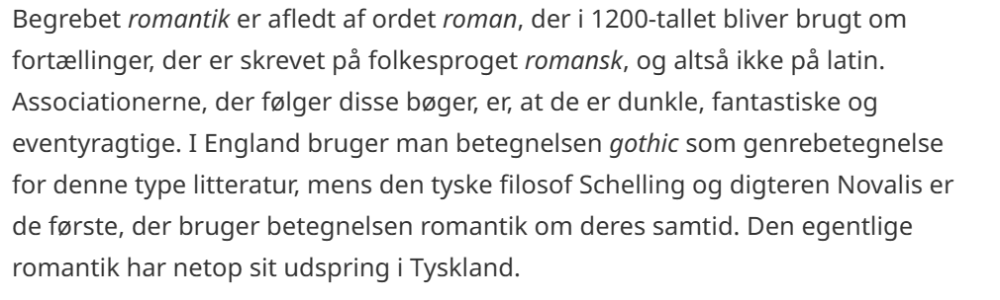 Begrebet romantik er afledt af ordet roman, der i 1200-tallet bliver brugt om
fortællinger, der er skrevet på folkesproget romansk, og altså ikke på latin.
Associationerne, der følger disse bøger, er, at de er dunkle, fantastiske og
eventyragtige. I England bruger man betegnelsen gothic som genrebetegnelse
for denne type litteratur, mens den tyske filosof Schelling og digteren Novalis er
de første, der bruger betegnelsen romantik om deres samtid. Den egentlige
romantik har netop sit udspring i Tyskland.